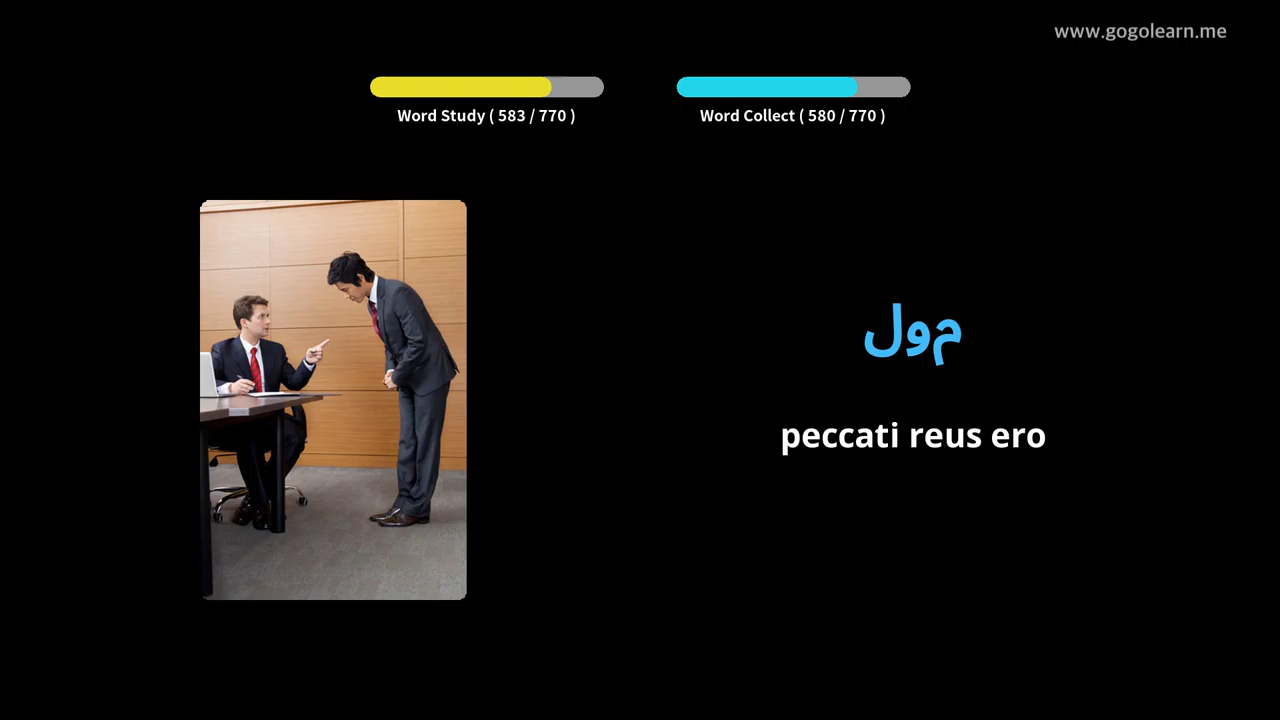 www.gogolearn.me
Word Study ( 583 / 770 )
Word Collect ( 580 / 770 )
مول
peccati reus ero